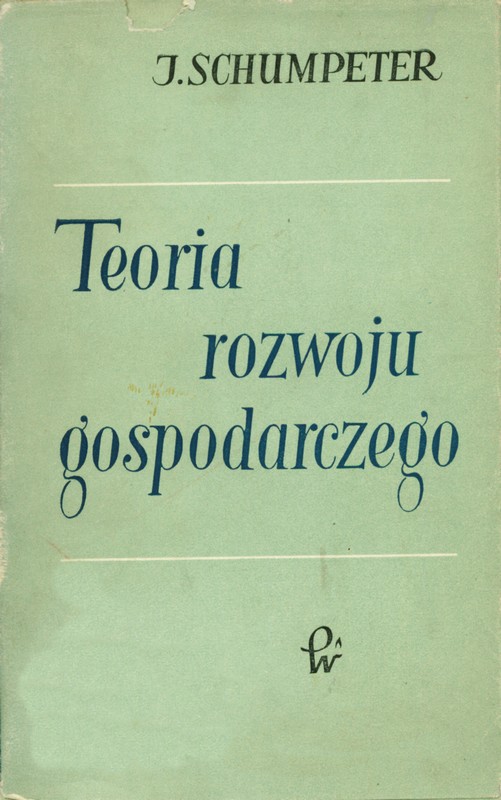 J. SCHUMPETER
Teoria
rozwoju
gospodarczego
PW